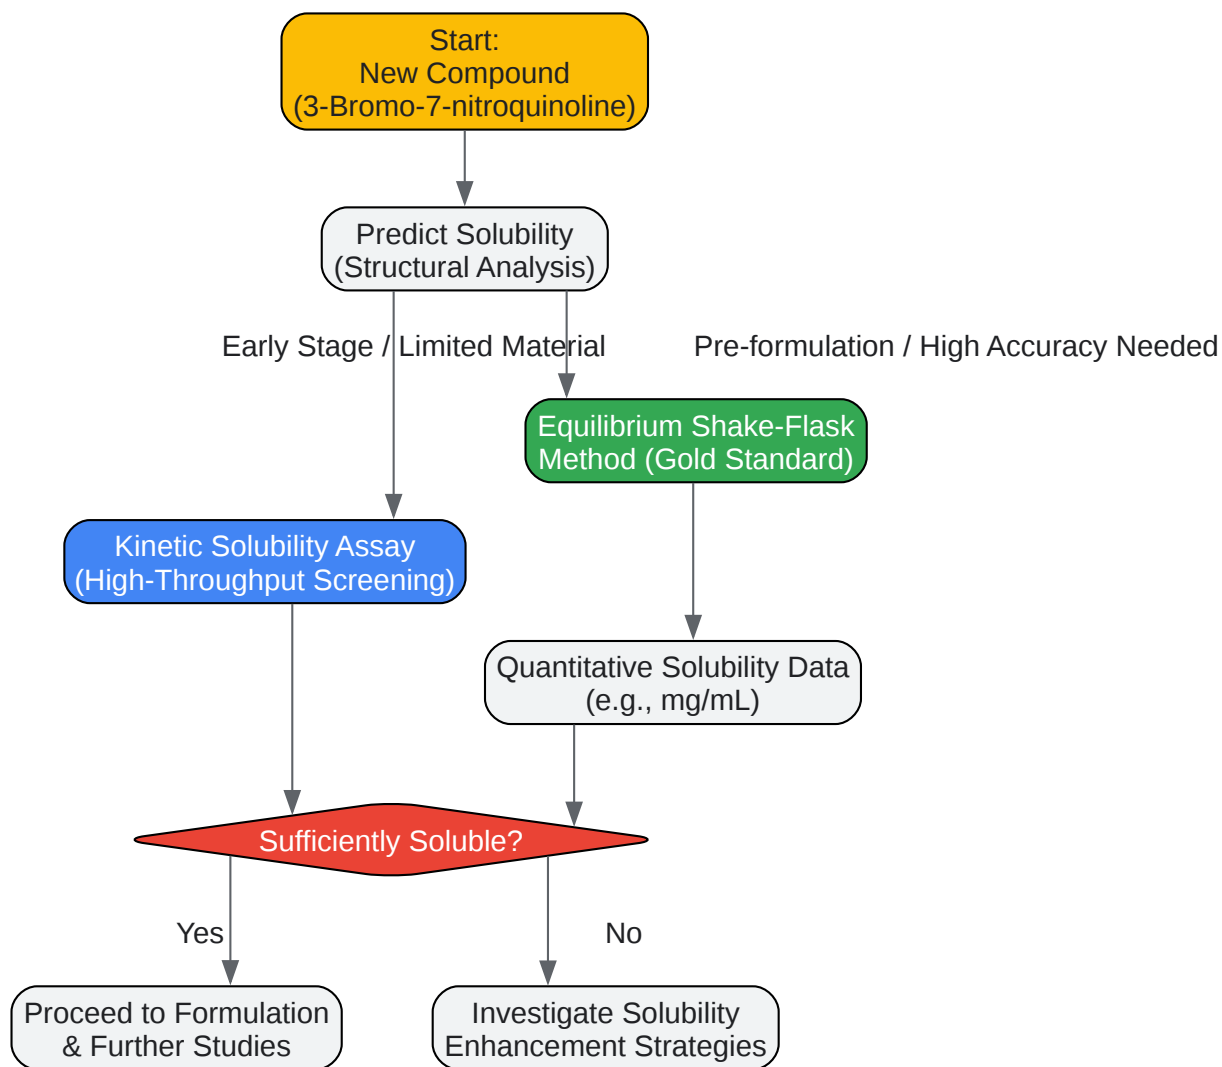 Start:
New Compound
(3-Bromo-7-nitroquinoline)
Predict Solubility
(Structural Analysis)
Early Stage / Limited Material
Pre-formulation / High Accuracy Needed
Equilibrium Shake-Flask
Method (Gold Standard)
Kinetic Solubility Assay
(High-Throughput Screening)
Quantitative Solubility Data
(e.g., mg/mL)
Sufficiently Soluble?
Yes
No
Proceed to Formulation
& Further Studies
Investigate Solubility
Enhancement Strategies